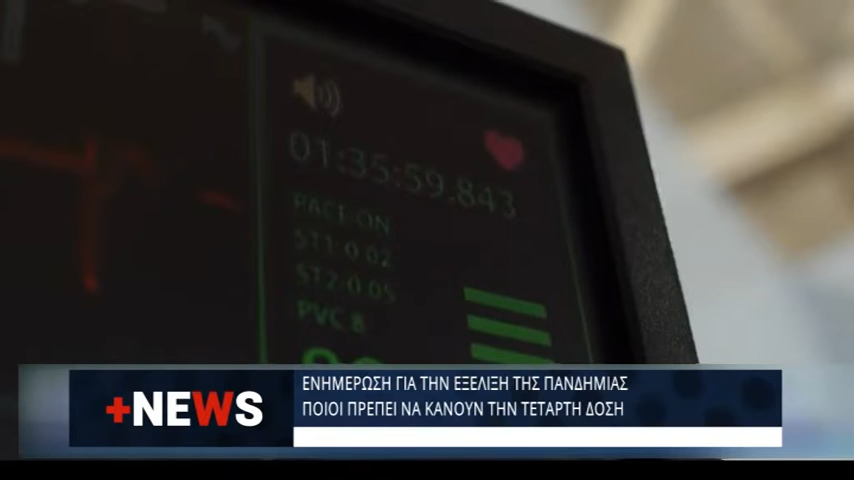 01:35:59.843
PACE:ON
ST1:0.02
ST2:0.05
PVC 8
+NEWS
ΕΝΗΜΕΡΩΣΗ ΓΙΑ ΤΗΝ ΕΞΕΛΙΞΗ ΤΗΣ ΠΑΝΔΗΜΙΑΣ
ΠΟΙΟΙ ΠΡΕΠΕΙ ΝΑ ΚΑΝΟΥΝ ΤΗΝ ΤΕΤΑΡΤΗ ΔΟΣΗ